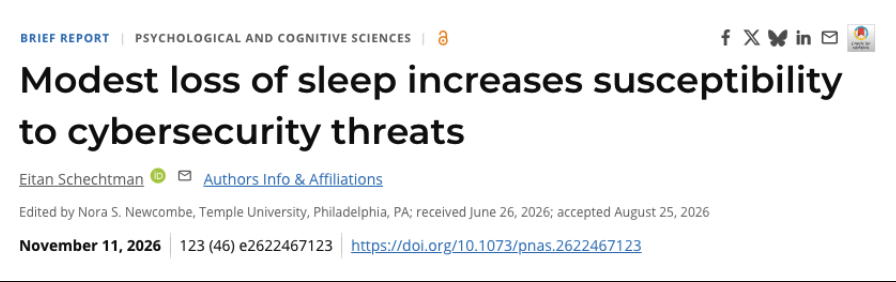 BRIEF REPORT | PSYCHOLOGICAL AND COGNITIVE SCIENCES |
Modest loss of sleep increases susceptibility
to cybersecurity threats
Eitan Schechtman iD Authors Info & Affiliations
Edited by Nora S. Newcombe, Temple University, Philadelphia, PA; received June 26, 2026; accepted August 25, 2026
November 11, 2026 | 123 (46) e2622467123 | https://doi.org/10.1073/pnas.2622467123